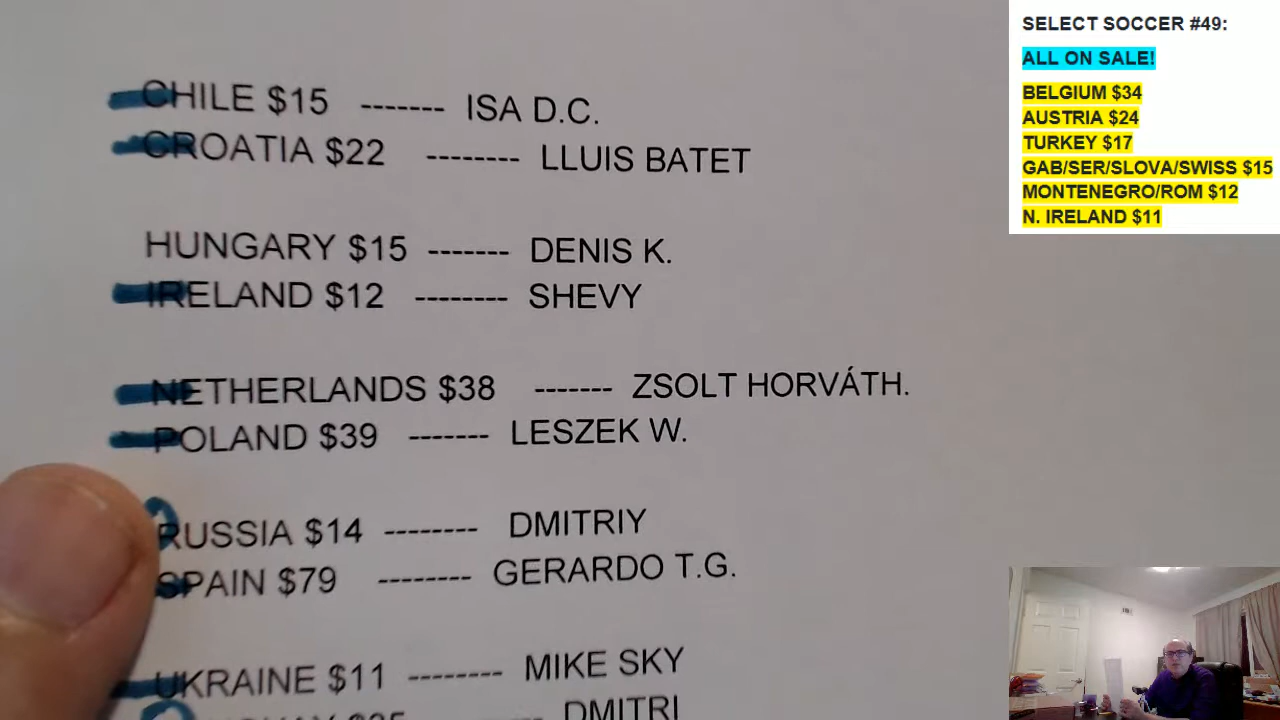 CHILE $15 ------- ISA D.C.
CROATIA $22 -------- LLUIS BATET
HUNGARY $15 ------- DENIS K.
IRELAND $12 -------- SHEVY
NETHERLANDS $38 ------- ZSOLT HORVÁTH.
POLAND $39 ------- LESZEK W.
RUSSIA $14 -------- DMITRIY
SPAIN $79 -------- GERARDO T.G.
UKRAINE $11 -------- MIKE SKY
DMITRI
SELECT SOCCER #49:
ALL ON SALE!
BELGIUM $34
AUSTRIA $24
TURKEY $17
GAB/SER/SLOVA/SWISS $15
MONTENEGRO/ROM $12
N. IRELAND $11